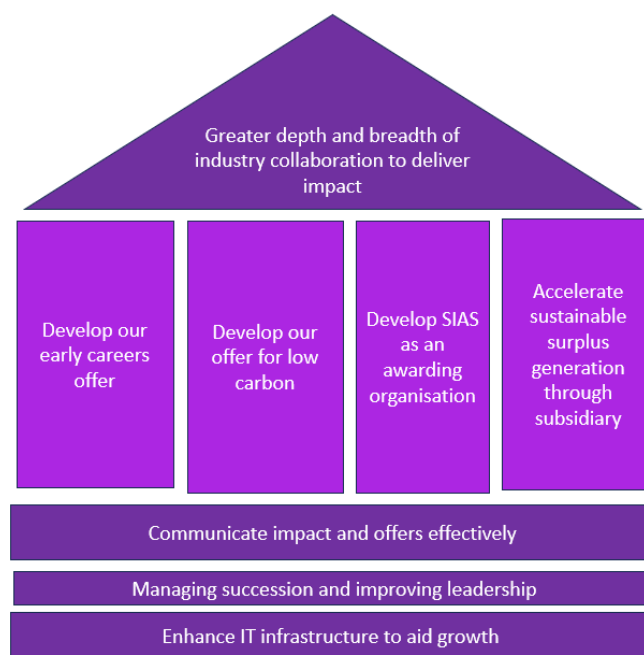 Greater depth and breadth of
industry collaboration to deliver
impact
Develop our
early careers
offer
Develop our
offer for low
carbon
Develop SIAS
as an
awarding
organisation
Accelerate
sustainable
surplus
generation
through
subsidiary
Communicate impact and offers effectively
Managing succession and improving leadership
Enhance IT infrastructure to aid growth